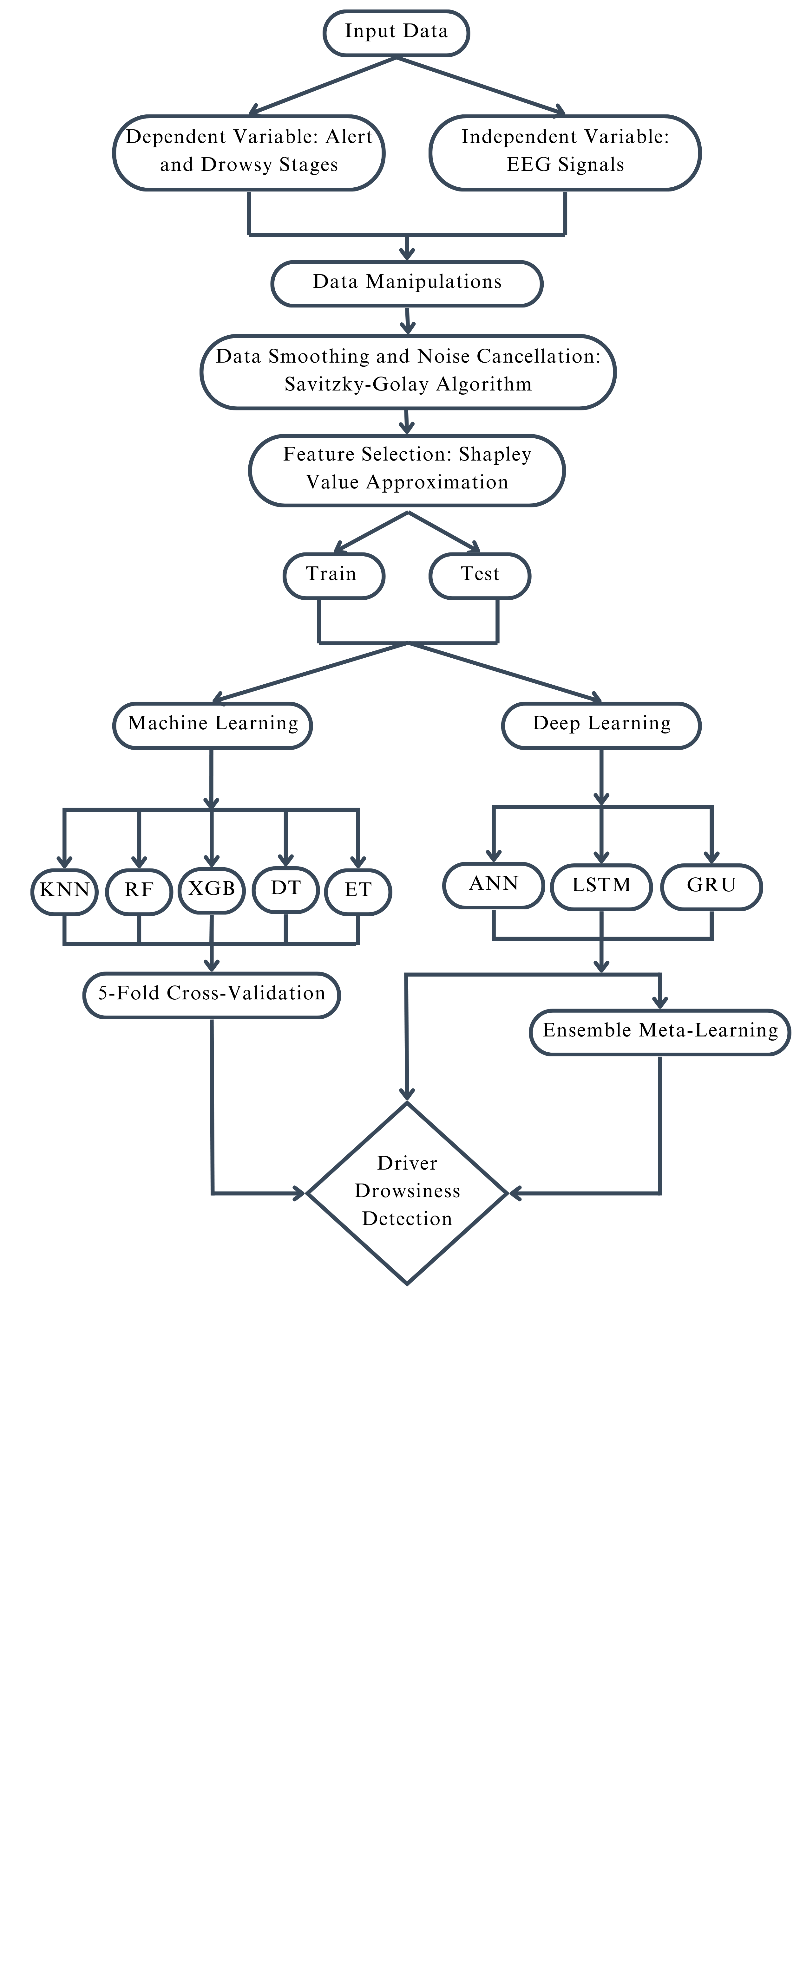 Input Data
Dependent Variable: Alert
and Drowsy Stages
Independent Variable:
EEG Signals
Data Manipulations
Data Smoothing and Noise Cancellation:
Savitzky-Golay Algorithm
Feature Selection: Shapley
Value Approximation
Train
Test
Machine Learning
Deep Learning
KNN
RF
XGB
DT
ET
ANN
LSTM
GRU
5-Fold Cross-Validation
Ensemble Meta-Learning
Driver
Drowsiness
Detection